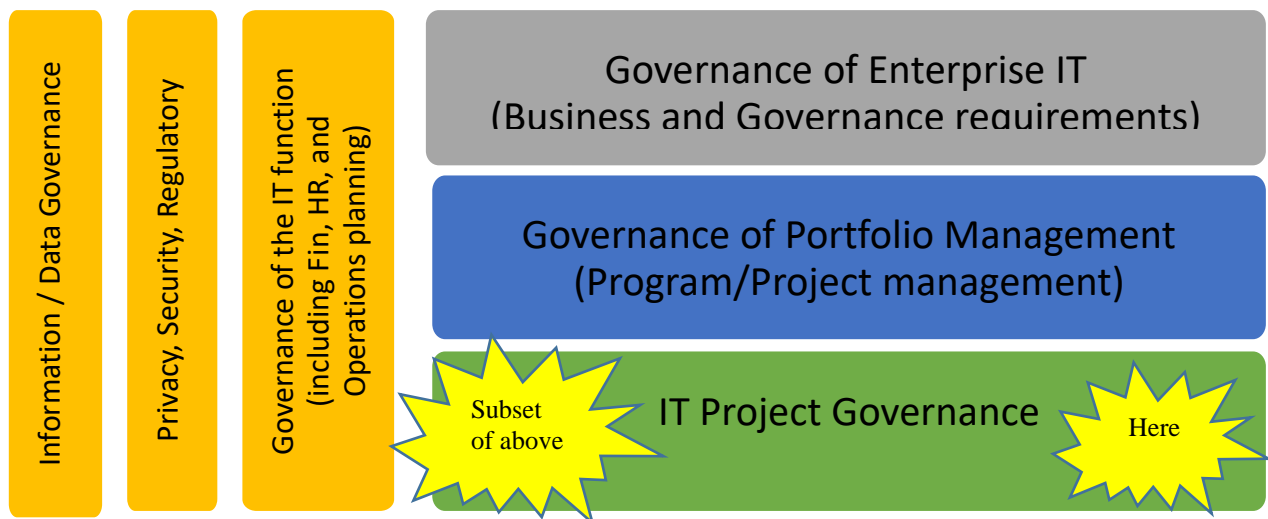 Information / Data Governance
Privacy, Security, Regulatory
Governance of the IT function
(including Fin, HR, and
Operations planning)
Governance of Enterprise IT
(Business and Governance requirements)
Governance of Portfolio Management
(Program/Project management)
Subset
of above
IT Project Governance
Here